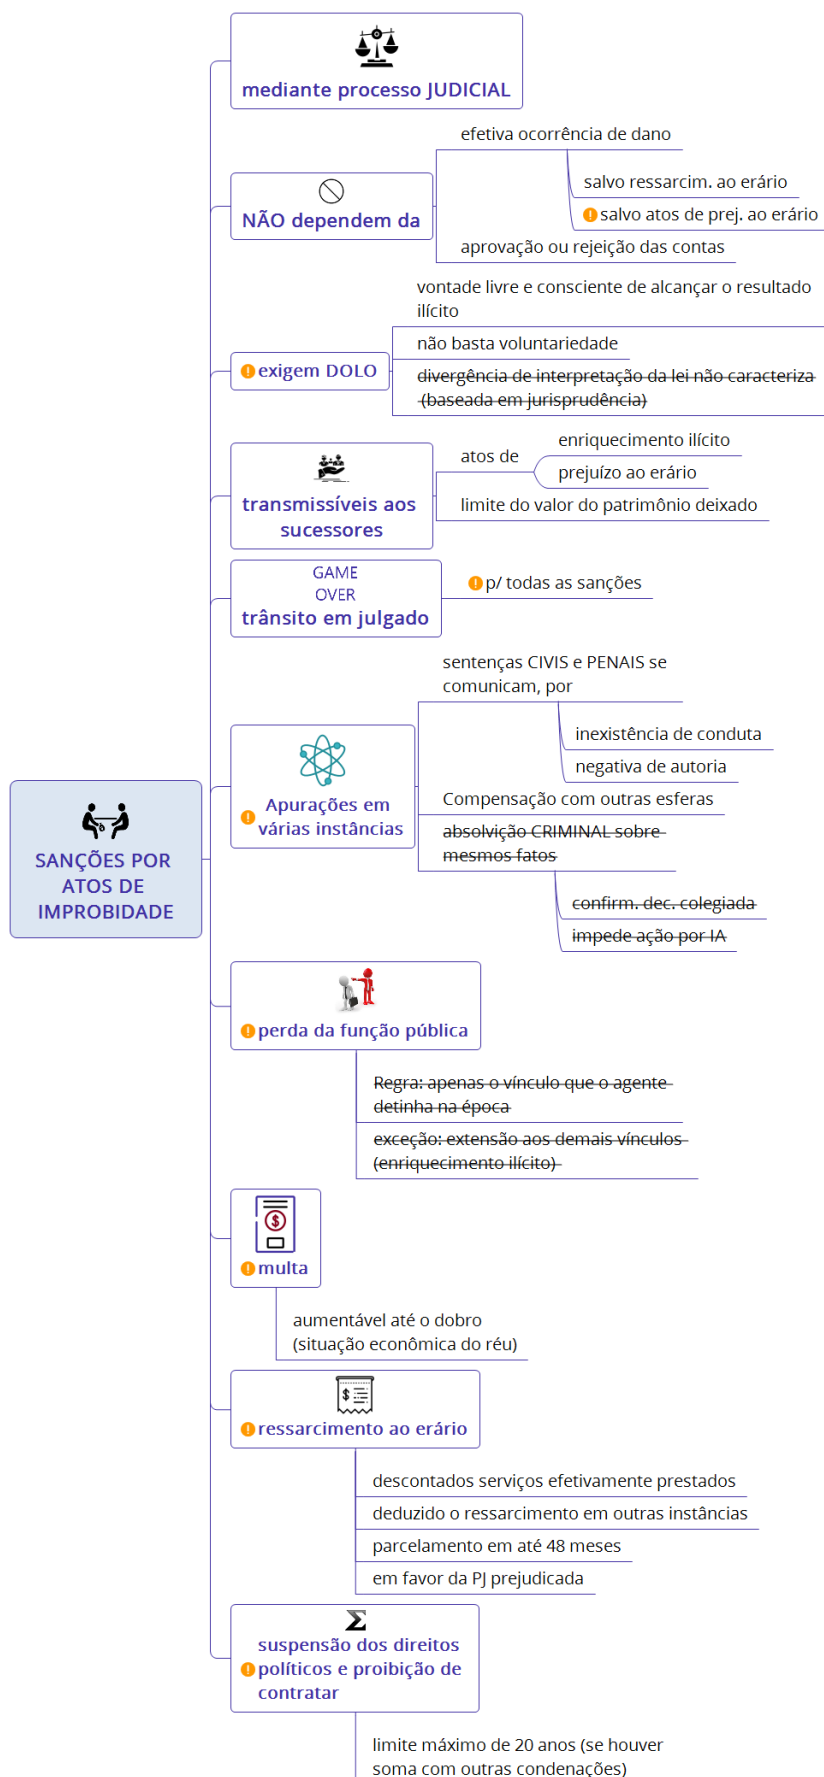 mediante processo JUDICIAL
efetiva ocorrência de dano
salvo ressarcim. ao erário
salvo atos de prej. ao erário
NÃO dependem da
aprovação ou rejeição das contas
vontade livre e consciente de alcançar o resultado
ilícito
não basta voluntariedade
exigem DOLO
divergência de interpretação da lei não caracteriza
(baseada em jurisprudência)
enriquecimento ilícito
atos de
prejuízo ao erário
transmissíveis aos
sucessores
limite do valor do patrimônio deixado
GAME
OVER
trânsito em julgado
p/ todas as sanções
sentenças CIVIS e PENAIS se
comunicam, por
inexistência de conduta
negativa de autoria
Apurações em
várias instâncias
Compensação com outras esferas
absolvição CRIMINAL sobre
mesmos fatos
confirm. dec. colegiada
impede ação por IA
SANÇÕES POR
ATOS DE
IMPROBIDADE
perda da função pública
Regra: apenas o vínculo que o agente
detinha na época
exceção: extensão aos demais vínculos
(enriquecimento ilícito)
$
multa
aumentável até o dobro
(situação econômica do réu)
$
ressarcimento ao erário
descontados serviços efetivamente prestados
deduzido o ressarcimento em outras instâncias
parcelamento em até 48 meses
em favor da PJ prejudicada
Σ
suspensão dos direitos
políticos e proibição de
contratar
limite máximo de 20 anos (se houver
soma com outras condenações)